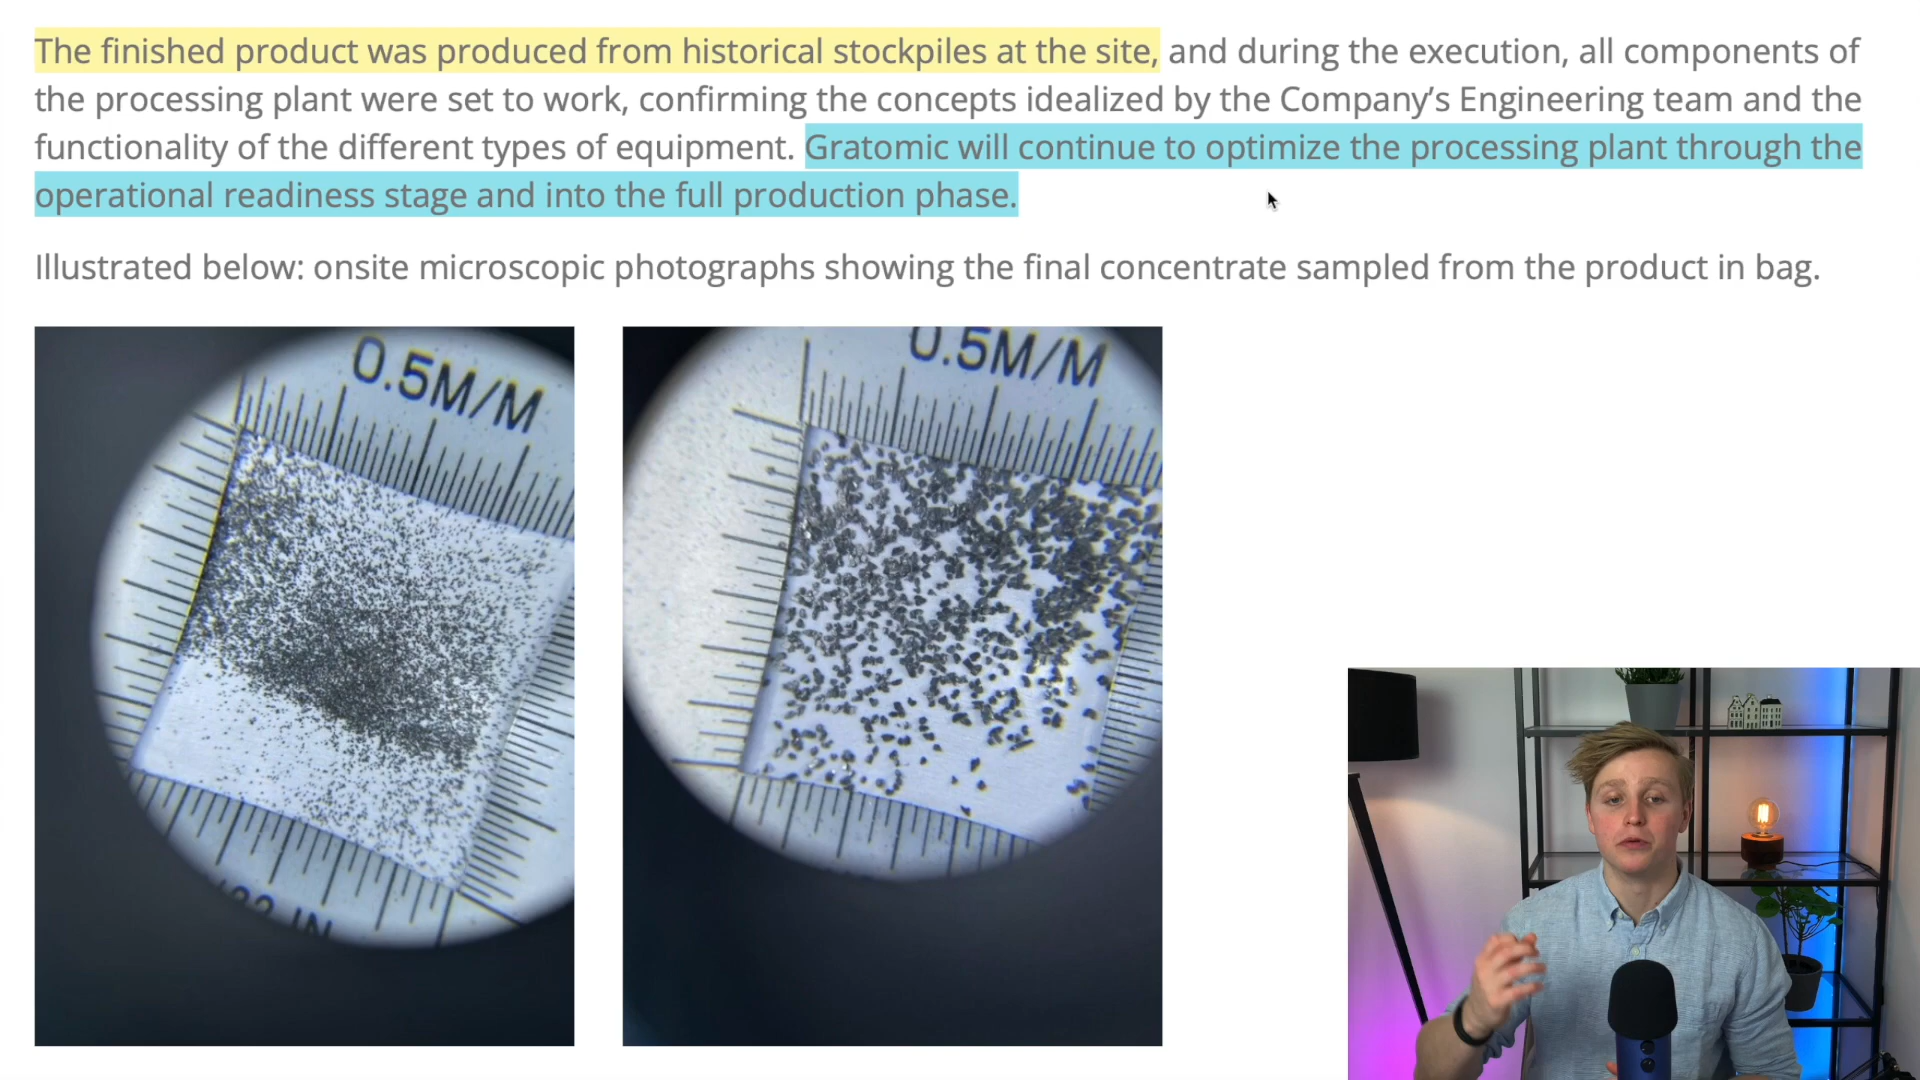 The finished product was produced from historical stockpiles at the site, and during the execution, all components of
the processing plant were set to work, confirming the concepts idealized by the Company’s Engineering team and the
functionality of the different types of equipment. Gratomic will continue to optimize the processing plant through the
operational readiness stage and into the full production phase.
Illustrated below: onsite microscopic photographs showing the final concentrate sampled from the product in bag.
0.5M/M
0.5M/M
IN